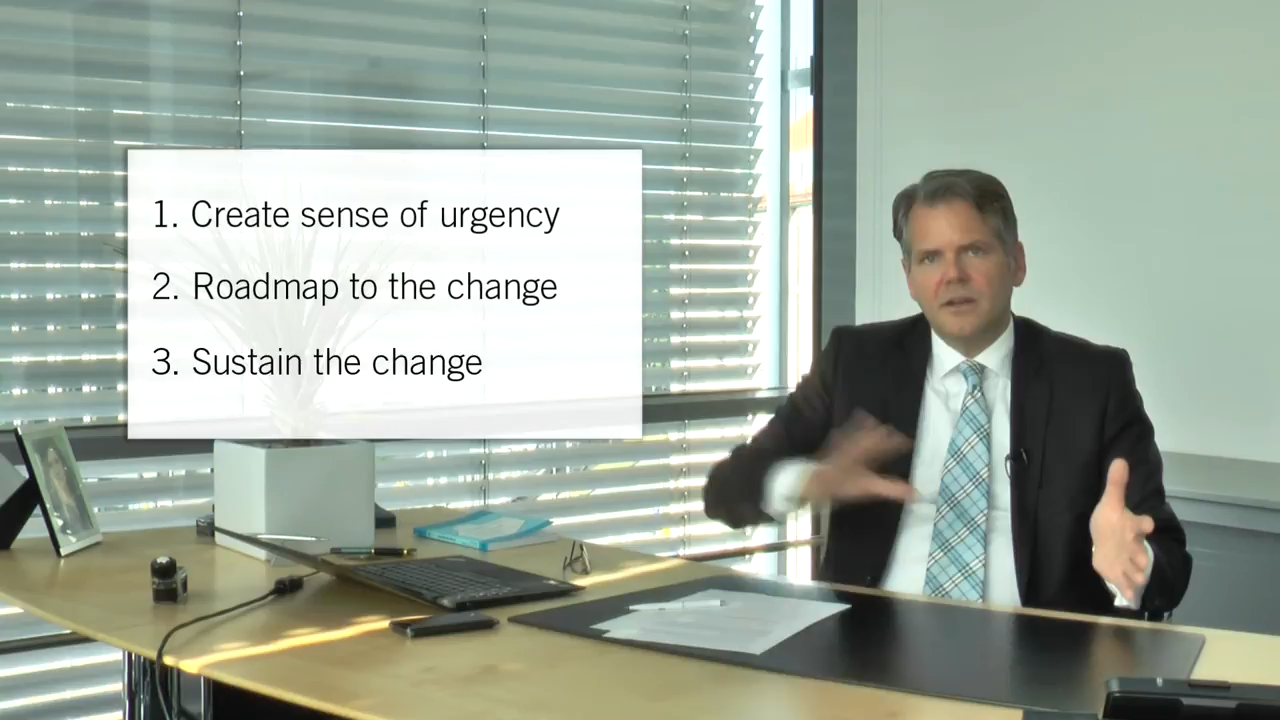 1. Create sense of urgency
2. Roadmap to the change
3. Sustain the change